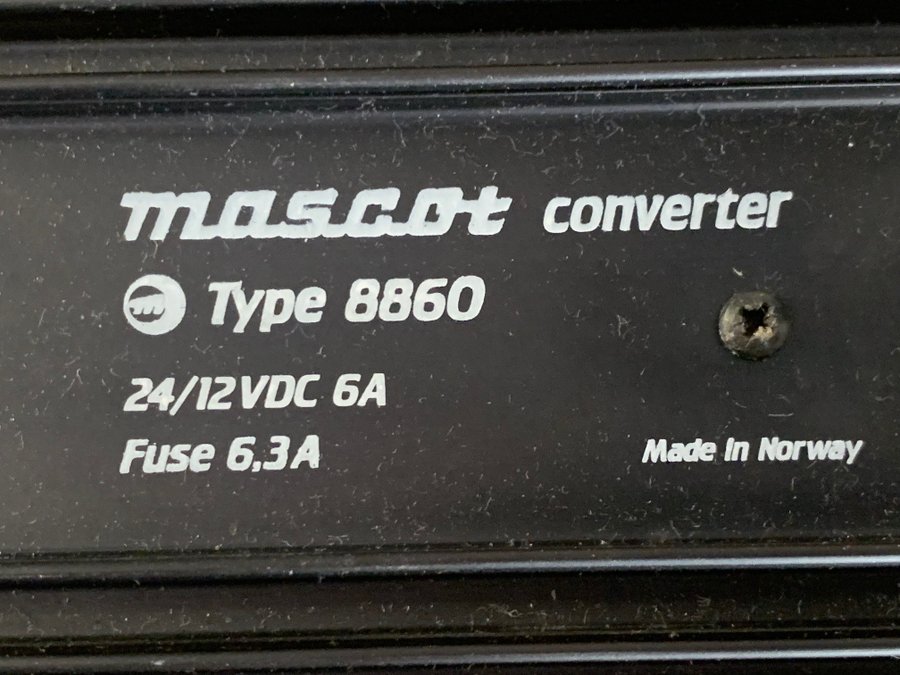 mascot converter
Type 8860
24/12VDC 6A
Fuse 6,3A
Made in Norway